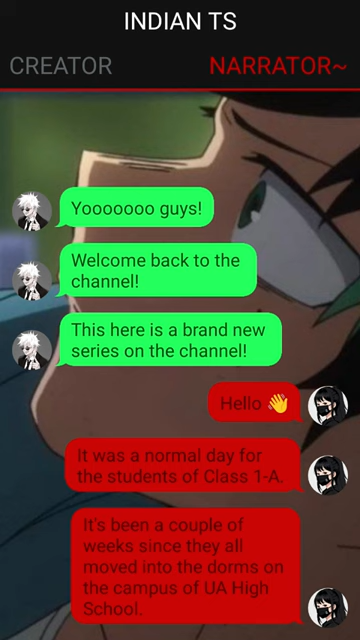 INDIAN TS
CREATOR NARRATOR~
Yooooooo guys!
Welcome back to the
channel!
This here is a brand new
series on the channel!
Hello 👋
It was a normal day for
the students of Class 1-A.
It's been a couple of
weeks since they all
moved into the dorms on
the campus of UA High
School.